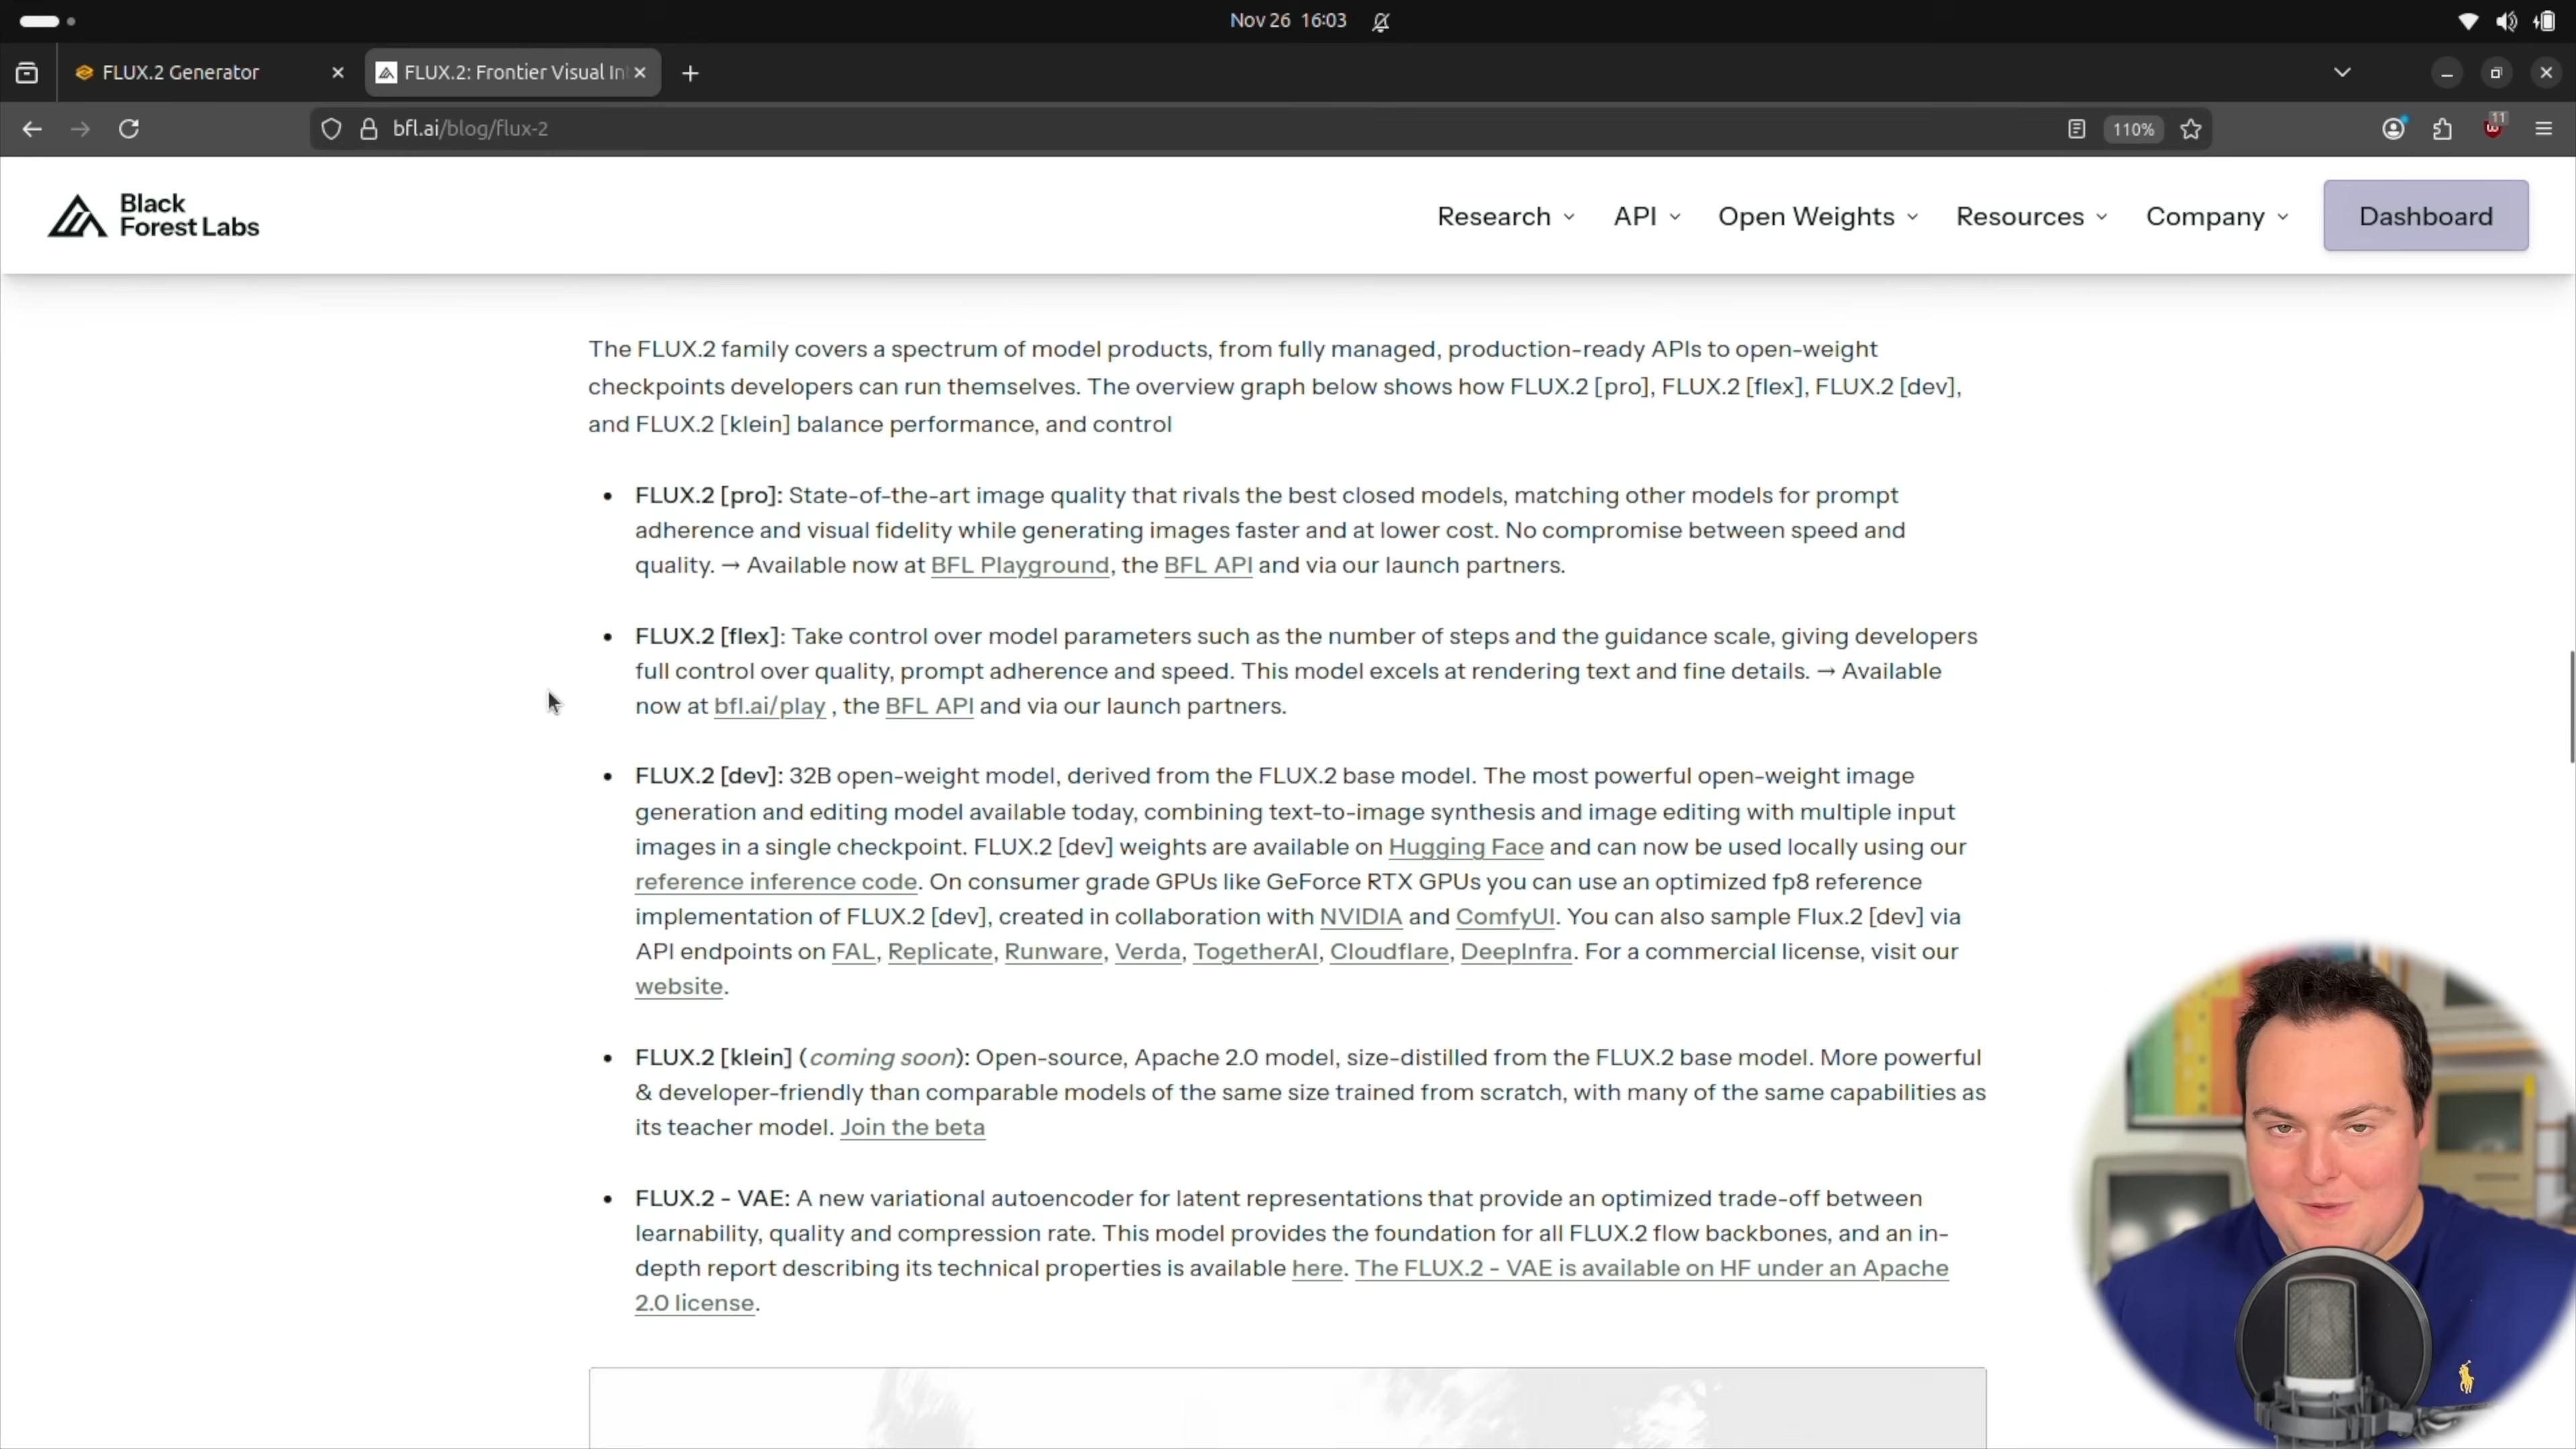 Nov 26 16:03
FLUX.2 Generator
FLUX.2: Frontier Visual In
bfl.ai/blog/flux-2
110%
11
Black
Forest Labs
Research
API
Open Weights
Resources
Company
Dashboard
The FLUX.2 family covers a spectrum of model products, from fully managed, production-ready APIs to open-weight
checkpoints developers can run themselves. The overview graph below shows how FLUX.2 [pro], FLUX.2 [flex], FLUX.2 [dev],
and FLUX.2 [klein] balance performance, and control
• FLUX.2 [pro]: State-of-the-art image quality that rivals the best closed models, matching other models for prompt
adherence and visual fidelity while generating images faster and at lower cost. No compromise between speed and
quality. → Available now at BFL Playground, the BFL API and via our launch partners.
• FLUX.2 [flex]: Take control over model parameters such as the number of steps and the guidance scale, giving developers
full control over quality, prompt adherence and speed. This model excels at rendering text and fine details. → Available
now at bfl.ai/play , the BFL API and via our launch partners.
• FLUX.2 [dev]: 32B open-weight model, derived from the FLUX.2 base model. The most powerful open-weight image
generation and editing model available today, combining text-to-image synthesis and image editing with multiple input
images in a single checkpoint. FLUX.2 [dev] weights are available on Hugging Face and can now be used locally using our
reference inference code. On consumer grade GPUs like GeForce RTX GPUs you can use an optimized fp8 reference
implementation of FLUX.2 [dev], created in collaboration with NVIDIA and ComfyUI. You can also sample Flux.2 [dev] via
API endpoints on FAL, Replicate, Runware, Verda, TogetherAI, Cloudflare, DeepInfra. For a commercial license, visit our
website.
• FLUX.2 [klein] (coming soon): Open-source, Apache 2.0 model, size-distilled from the FLUX.2 base model. More powerful
& developer-friendly than comparable models of the same size trained from scratch, with many of the same capabilities as
its teacher model. Join the beta
• FLUX.2 - VAE: A new variational autoencoder for latent representations that provide an optimized trade-off between
learnability, quality and compression rate. This model provides the foundation for all FLUX.2 flow backbones, and an in-
depth report describing its technical properties is available here. The FLUX.2 - VAE is available on HF under an Apache
2.0 license.